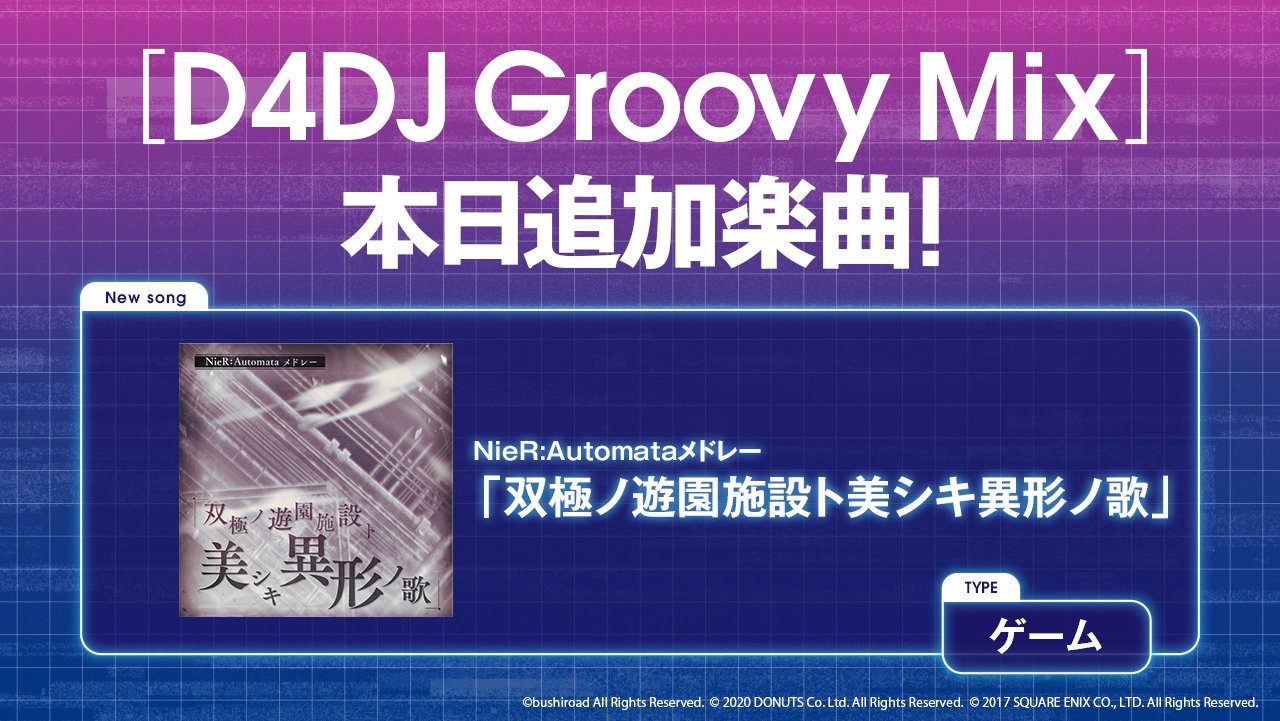 [D4DJ Groovy Mix]
本日追加楽曲!
New song
NieR:Automata メドレー
「双極ノ遊園施設ト
美シキ異形ノ歌」
NieR:Automataメドレー
「双極ノ遊園施設ト美シキ異形ノ歌」
TYPE
ゲーム
©bushiroad All Rights Reserved. © 2020 DONUTS Co. Ltd. All Rights Reserved. © 2017 SQUARE ENIX CO., LTD. All Rights Reserved.